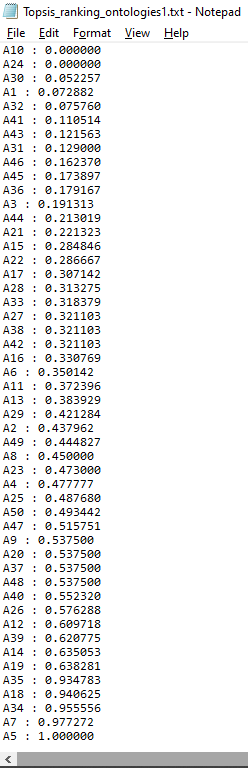 Topsis_ranking_ontologies1.txt - Notepad
File Edit Format View Help
A10 : 0.000000
A24 : 0.000000
A30 : 0.052257
A1 : 0.072882
A32 : 0.075760
A41 : 0.110514
A43 : 0.121563
A31 : 0.129000
A46 : 0.162370
A45 : 0.173897
A36 : 0.179167
A3 : 0.191313
A44 : 0.213019
A21 : 0.221323
A15 : 0.284846
A22 : 0.286667
A17 : 0.307142
A28 : 0.313275
A33 : 0.318379
A27 : 0.321103
A38 : 0.321103
A42 : 0.321103
A16 : 0.330769
A6 : 0.350142
A11 : 0.372396
A13 : 0.383929
A29 : 0.421284
A2 : 0.437962
A49 : 0.444827
A8 : 0.450000
A23 : 0.473000
A4 : 0.477777
A25 : 0.487680
A50 : 0.493442
A47 : 0.515751
A9 : 0.537500
A20 : 0.537500
A37 : 0.537500
A48 : 0.537500
A40 : 0.552320
A26 : 0.576288
A12 : 0.609718
A39 : 0.620775
A14 : 0.635053
A19 : 0.638281
A35 : 0.934783
A18 : 0.940625
A34 : 0.955556
A7 : 0.977272
A5 : 1.000000